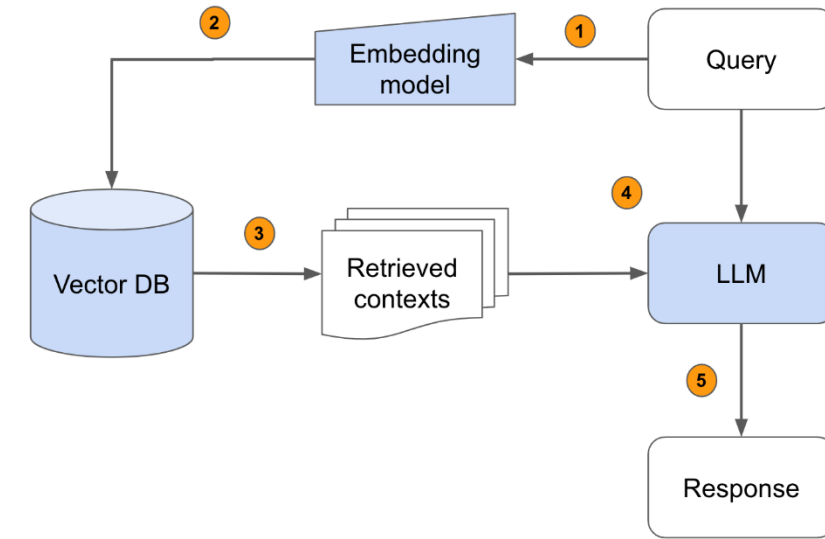 2
1
Embedding
model
Query
4
3
Vector DB
Retrieved
contexts
LLM
5
Response